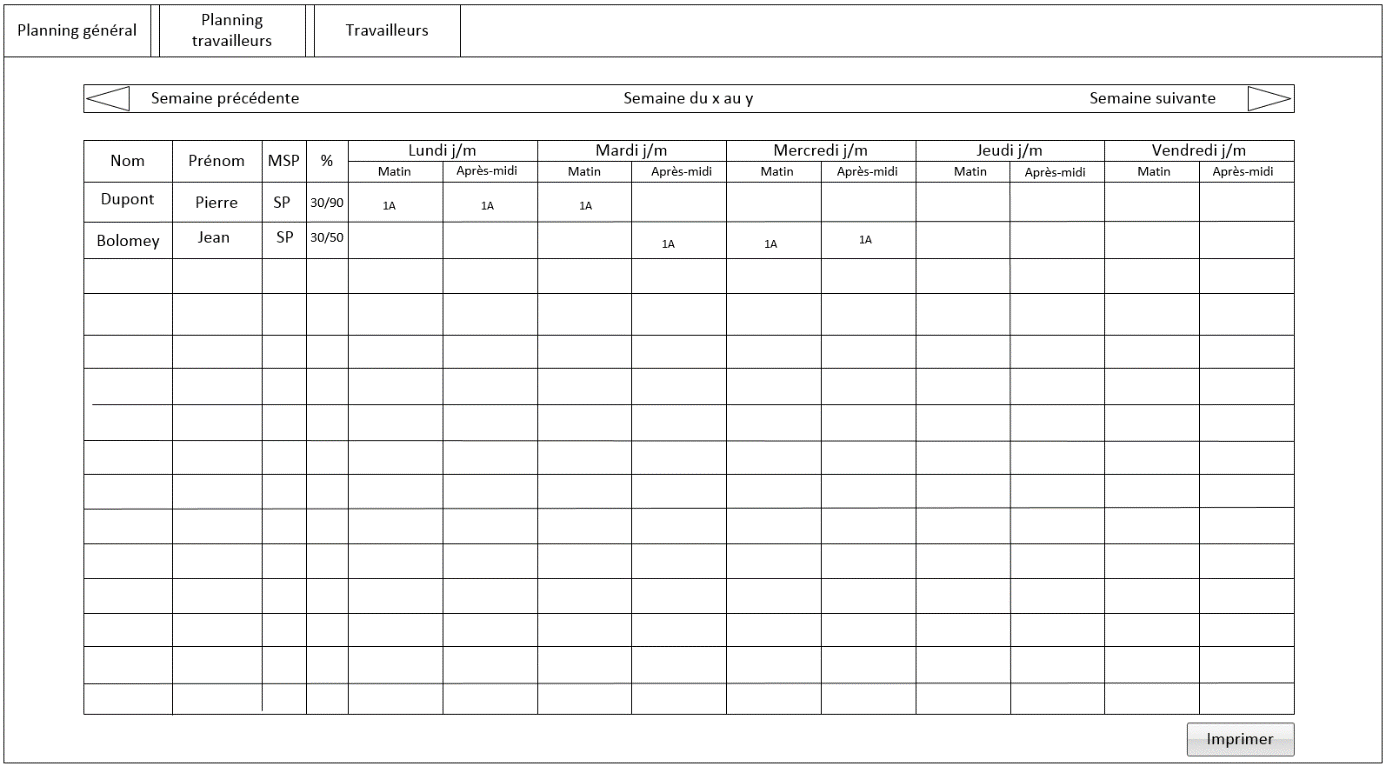 Planning général
Planning
travailleurs
Travailleurs
Semaine précédente Semaine du x au y Semaine suivante
Nom Prénom MSP % Lundi j/m Mardi j/m Mercredi j/m Jeudi j/m Vendredi j/m
Matin Après-midi Matin Après-midi Matin Après-midi Matin Après-midi Matin Après-midi
Dupont Pierre SP 30/90 1A 1A 1A
Bolomey Jean SP 30/50 1A 1A 1A
Imprimer